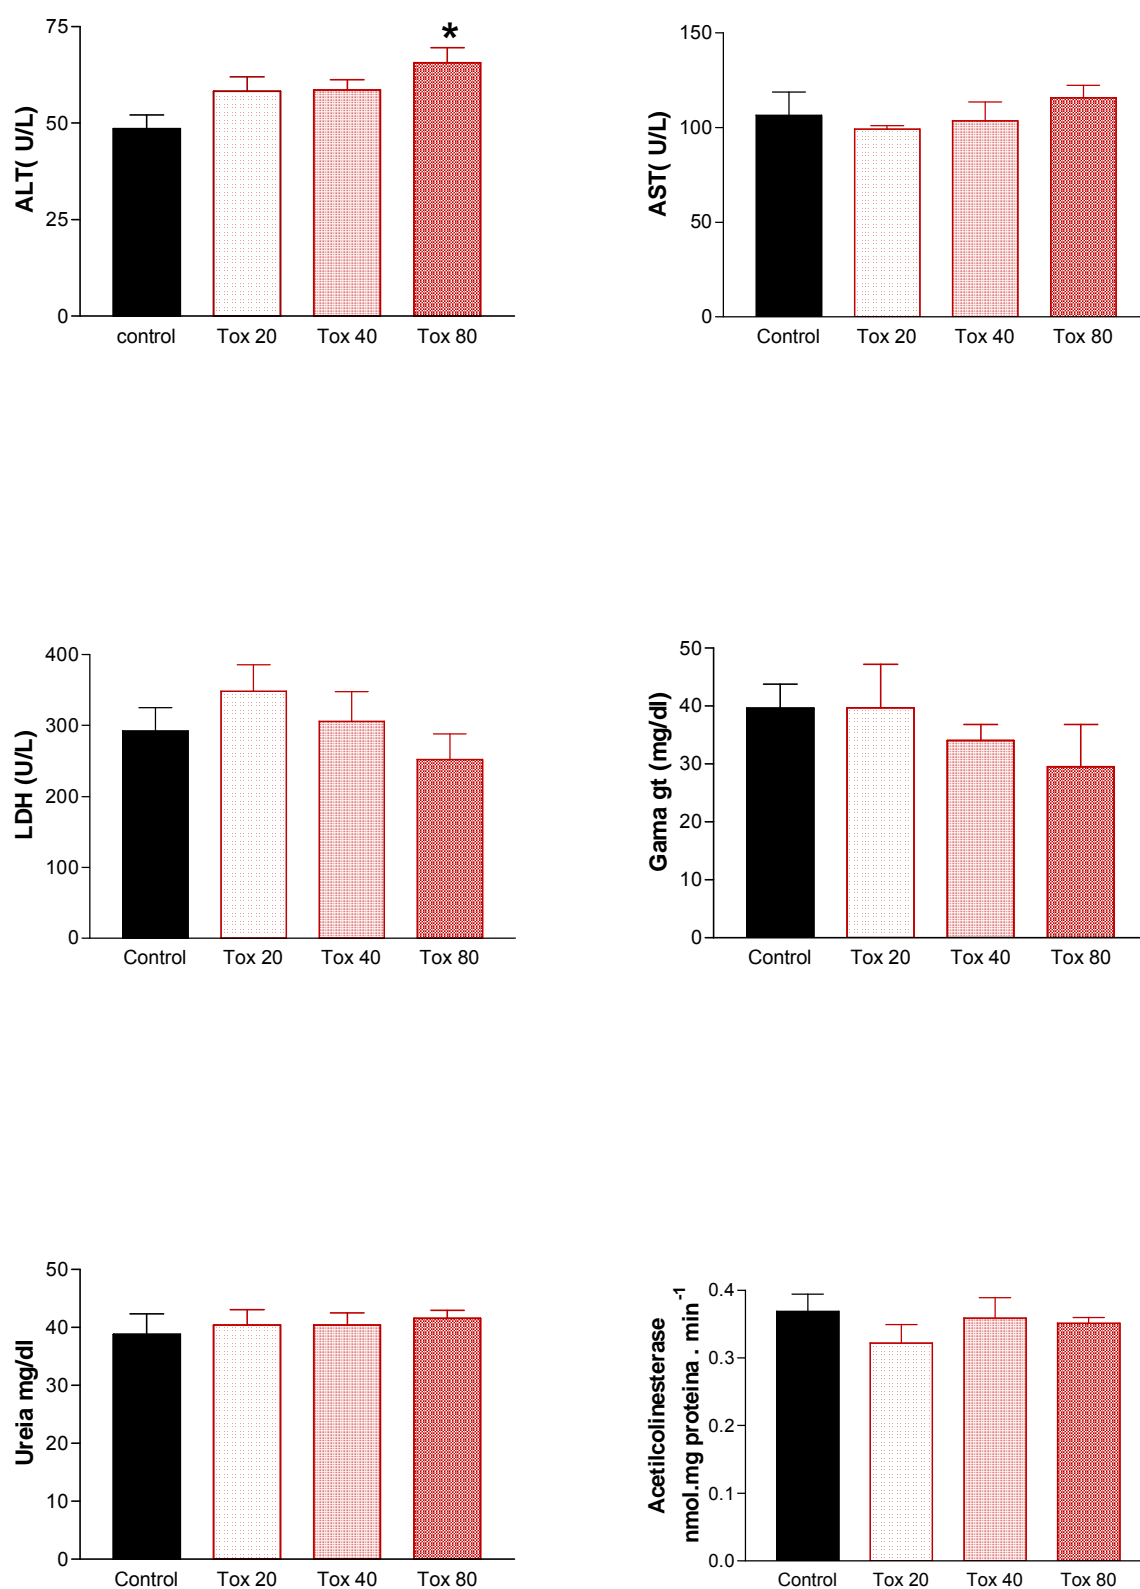 75
50
25
0
ALT( U/L)
*
control Tox 20 Tox 40 Tox 80
150
100
50
0
AST( U/L)
Control Tox 20 Tox 40 Tox 80
400
300
200
100
0
LDH (U/L)
Control Tox 20 Tox 40 Tox 80
50
40
30
20
10
0
Gama gt (mg/dl)
Control Tox 20 Tox 40 Tox 80
50
40
30
20
10
0
Ureia mg/dl
Control Tox 20 Tox 40 Tox 80
0.4
0.3
0.2
0.1
0.0
Acetilcolinesterase
nmol.mg proteina . min⁻¹
Control Tox 20 Tox 40 Tox 80